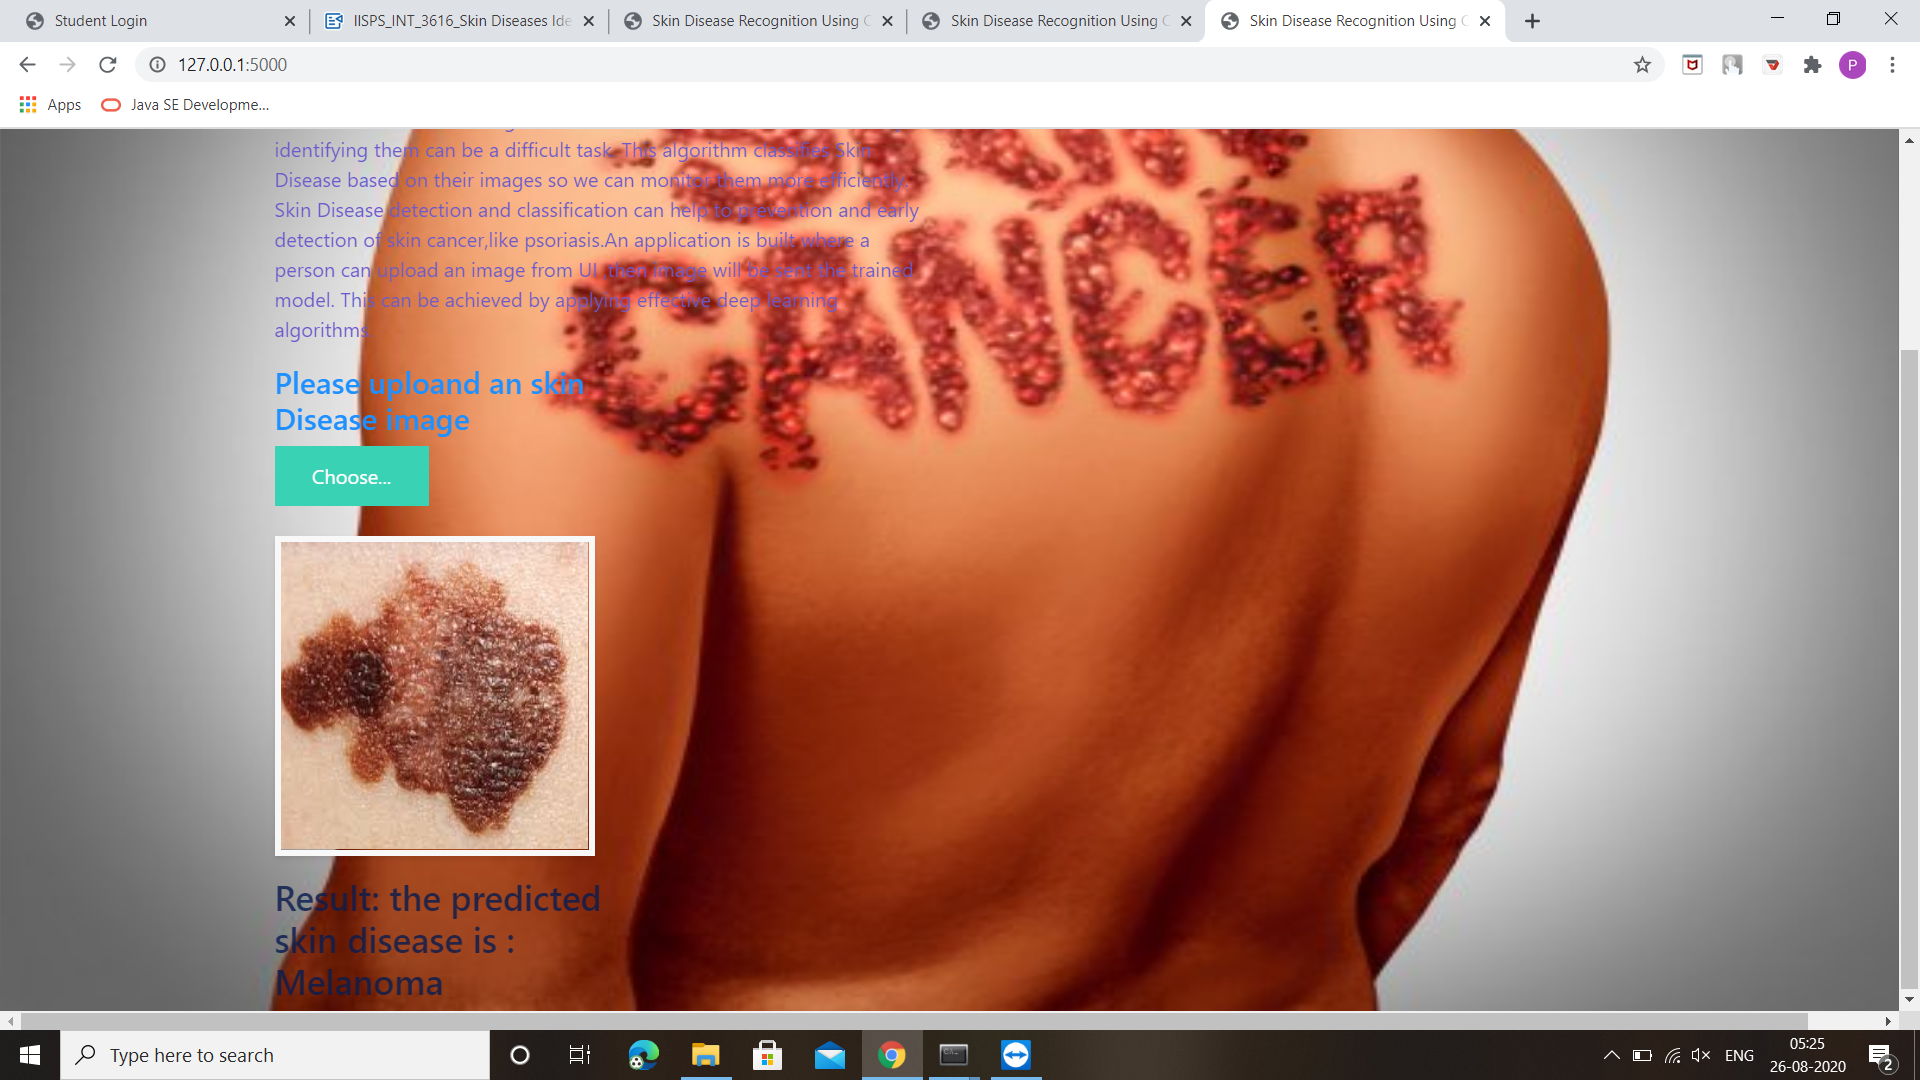 Student Login
IISPS_INT_3616_Skin Diseases Ide
Skin Disease Recognition Using C
Skin Disease Recognition Using C
Skin Disease Recognition Using C
127.0.0.1:5000
P
Apps
Java SE Developme...
identifying them can be a difficult task. This algorithm classifies Skin
Disease based on their images so we can monitor them more efficiently.
Skin Disease detection and classification can help to prevention and early
detection of skin cancer,like psoriasis.An application is built where a
person can upload an image from UI ,then image will be sent the trained
model. This can be achieved by applying effective deep learning
algorithms
CANCER
Please uploand an skin
Disease image
Choose...
Result: the predicted
skin disease is :
Melanoma
Type here to search
ENG
05:25
26-08-2020
2